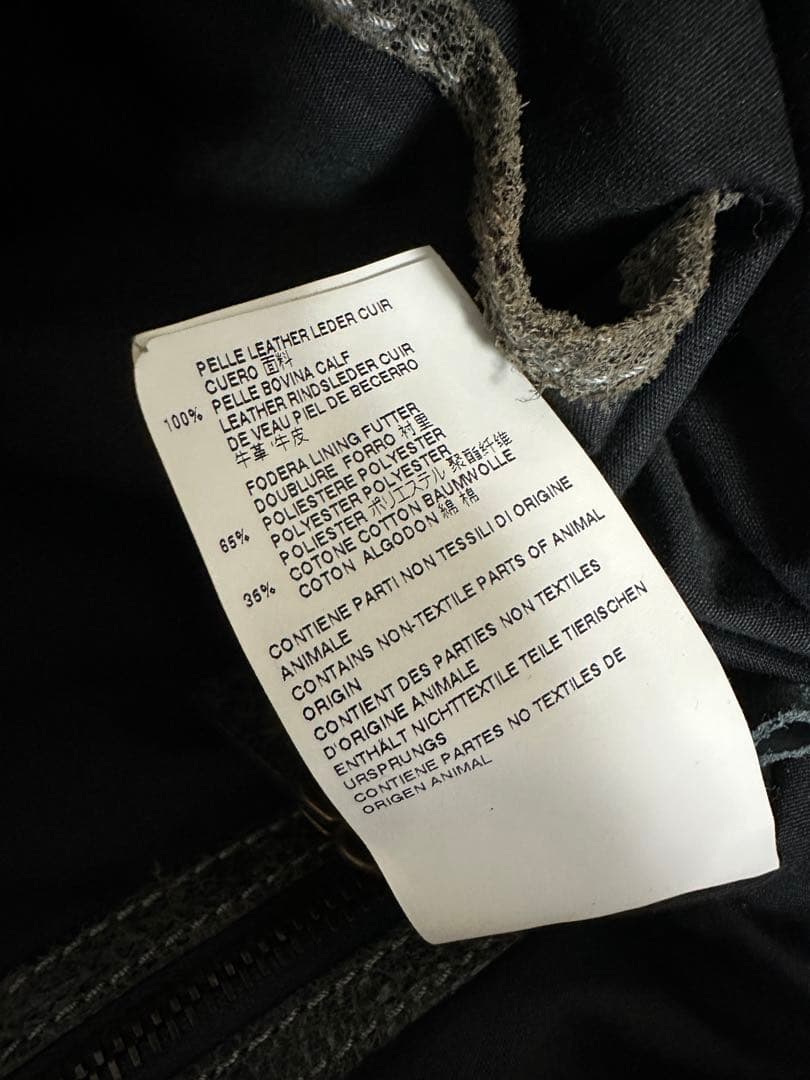 PELLE LEATHER LEDER CUIR
CUERO 面料
100% PELLE BOVINA CALF
LEATHER RINDSLEDER CUIR
DE VEAU PIEL DE BECERRO
牛革·牛皮
FODERA LINING FUTTER
DOUBLURE FORRO 衬里
65% POLIESTERE POLYESTER
POLYESTER POLYESTER
POLIESTER ポリエステル 聚酯纤维
35% COTONE COTTON BAUMWOLLE
COTON ALGODON 綿 棉
CONTIENE PARTI NON TESSILI DI ORIGINE
ANIMALE
CONTAINS NON-TEXTILE PARTS OF ANIMAL
ORIGIN
CONTIENT DES PARTIES NON TEXTILES
D'ORIGINE ANIMALE
ENTHÄLT NICHTTEXTILE TEILE TIERISCHEN
URSPRUNGS
CONTIENE PARTES NO TEXTILES DE
ORIGEN ANIMAL